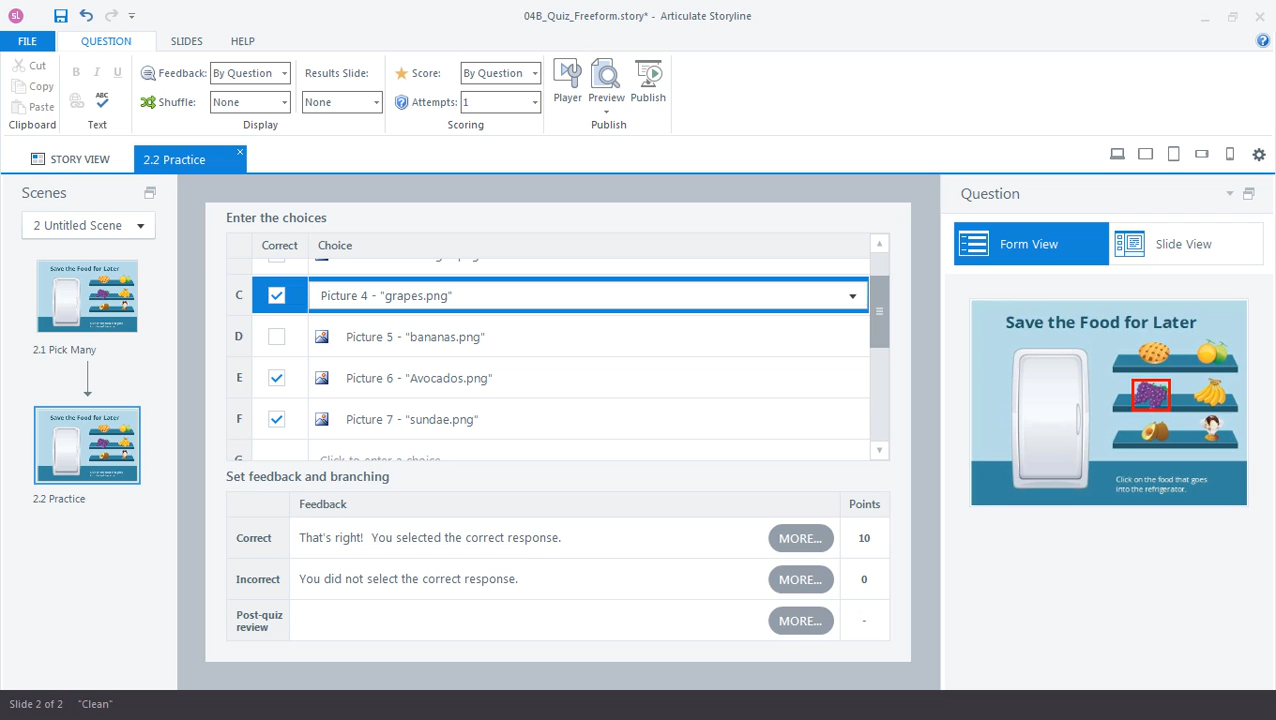 sl
04B_Quiz_Freeform.story* - Articulate Storyline
FILE
QUESTION
SLIDES
HELP
?
Cut
Copy
Paste
Clipboard
B I U
ABC
Text
Feedback: By Question
Results Slide:
Shuffle: None
None
Display
Score: By Question
Attempts: 1
Scoring
Player
Preview
Publish
Publish
STORY VIEW
2.2 Practice
Scenes
2 Untitled Scene
Save the Food for Later
2.1 Pick Many
Save the Food for Later
2.2 Practice
Enter the choices
Correct Choice
C Picture 4 - "grapes.png"
D Picture 5 - "bananas.png"
E Picture 6 - "Avocados.png"
F Picture 7 - "sundae.png"
G Click to enter a choice
Set feedback and branching
Feedback Points
Correct That's right!  You selected the correct response. MORE... 10
Incorrect You did not select the correct response. MORE... 0
Post-quiz
review MORE... -
Question
Form View
Slide View
Save the Food for Later
Click on the food that goes
into the refrigerator.
Slide 2 of 2 "Clean"